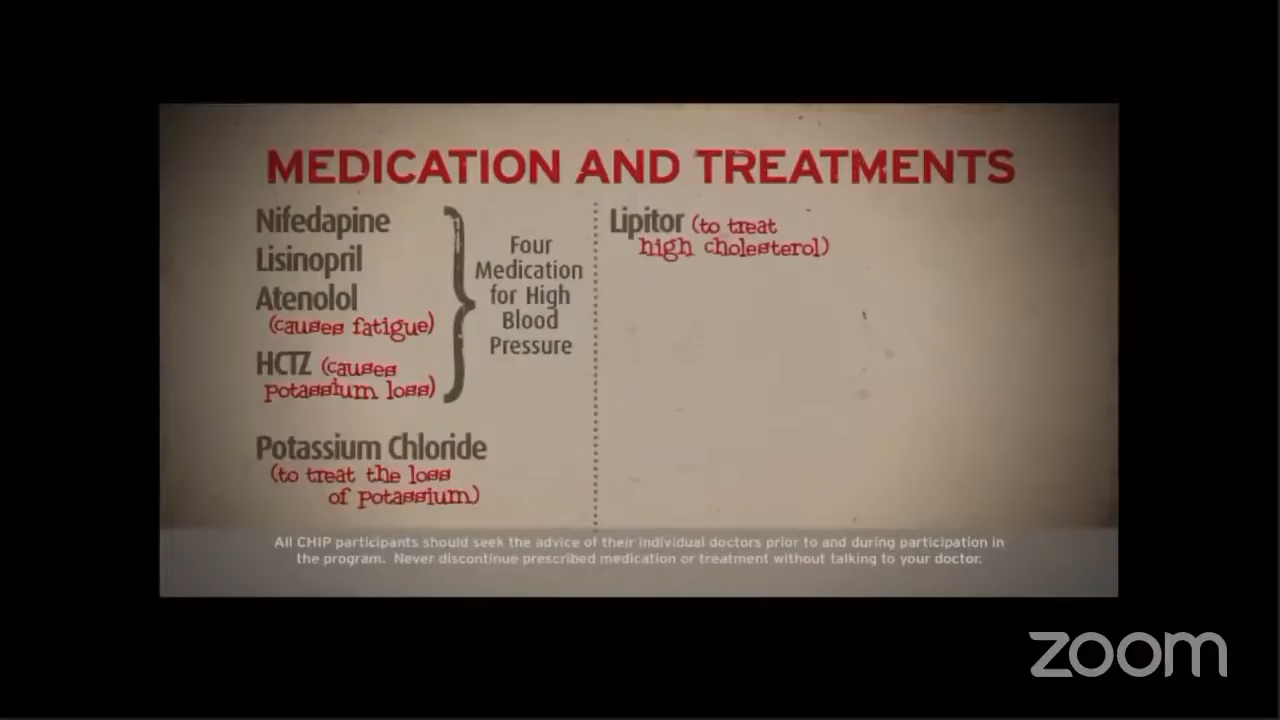 MEDICATION AND TREATMENTS
Nifedapine
Lisinopril
Atenolol
(causes fatigue)
HCTZ (causes
potassium loss)
Four
Medication
for High
Blood
Pressure
Potassium Chloride
(to treat the loss
of potassium)
Lipitor (to treat
high cholesterol)
All CHIP participants should seek the advice of their individual doctors prior to and during participation in
the program. Never discontinue prescribed medication or treatment without talking to your doctor.
zoom